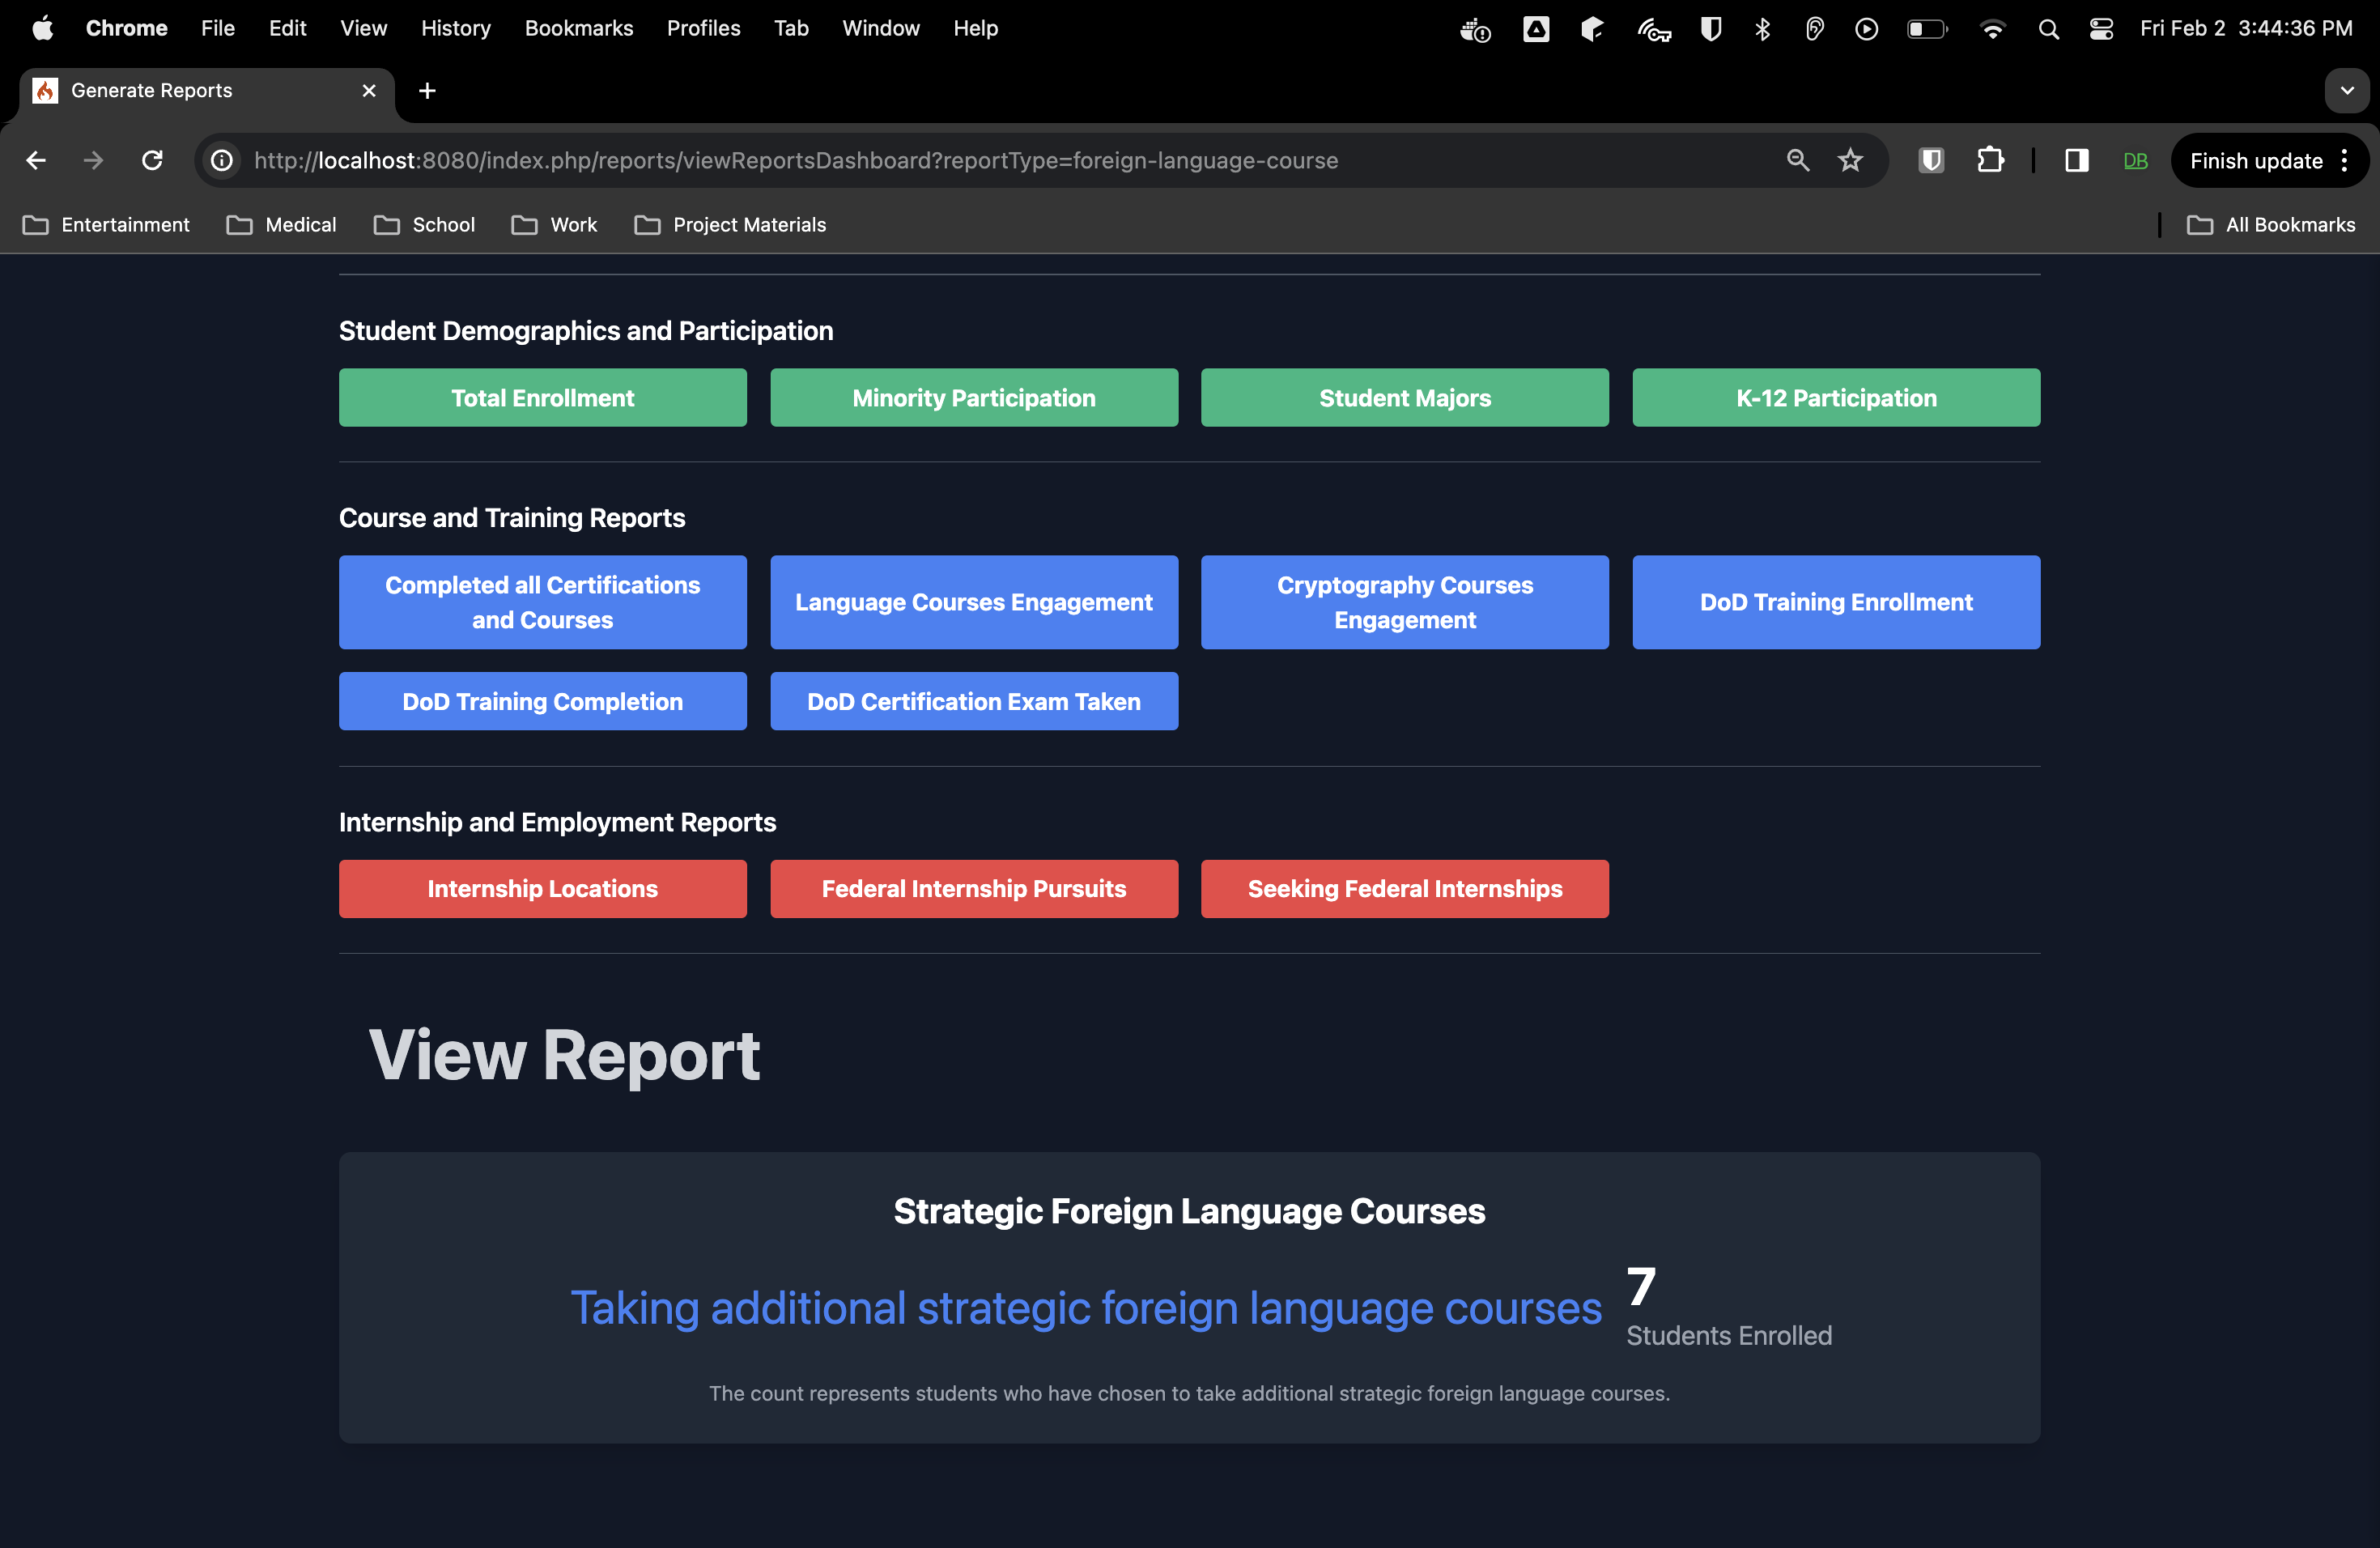 Chrome File Edit View History Bookmarks Profiles Tab Window Help Fri Feb 2 3:44:36 PM
Generate Reports
http://localhost:8080/index.php/reports/viewReportsDashboard?reportType=foreign-language-course DB Finish update
Entertainment Medical School Work Project Materials All Bookmarks
Student Demographics and Participation
Total Enrollment Minority Participation Student Majors K-12 Participation
Course and Training Reports
Completed all Certifications
and Courses
Language Courses Engagement
Cryptography Courses
Engagement
DoD Training Enrollment
DoD Training Completion DoD Certification Exam Taken
Internship and Employment Reports
Internship Locations Federal Internship Pursuits Seeking Federal Internships
View Report
Strategic Foreign Language Courses
Taking additional strategic foreign language courses
7
Students Enrolled
The count represents students who have chosen to take additional strategic foreign language courses.